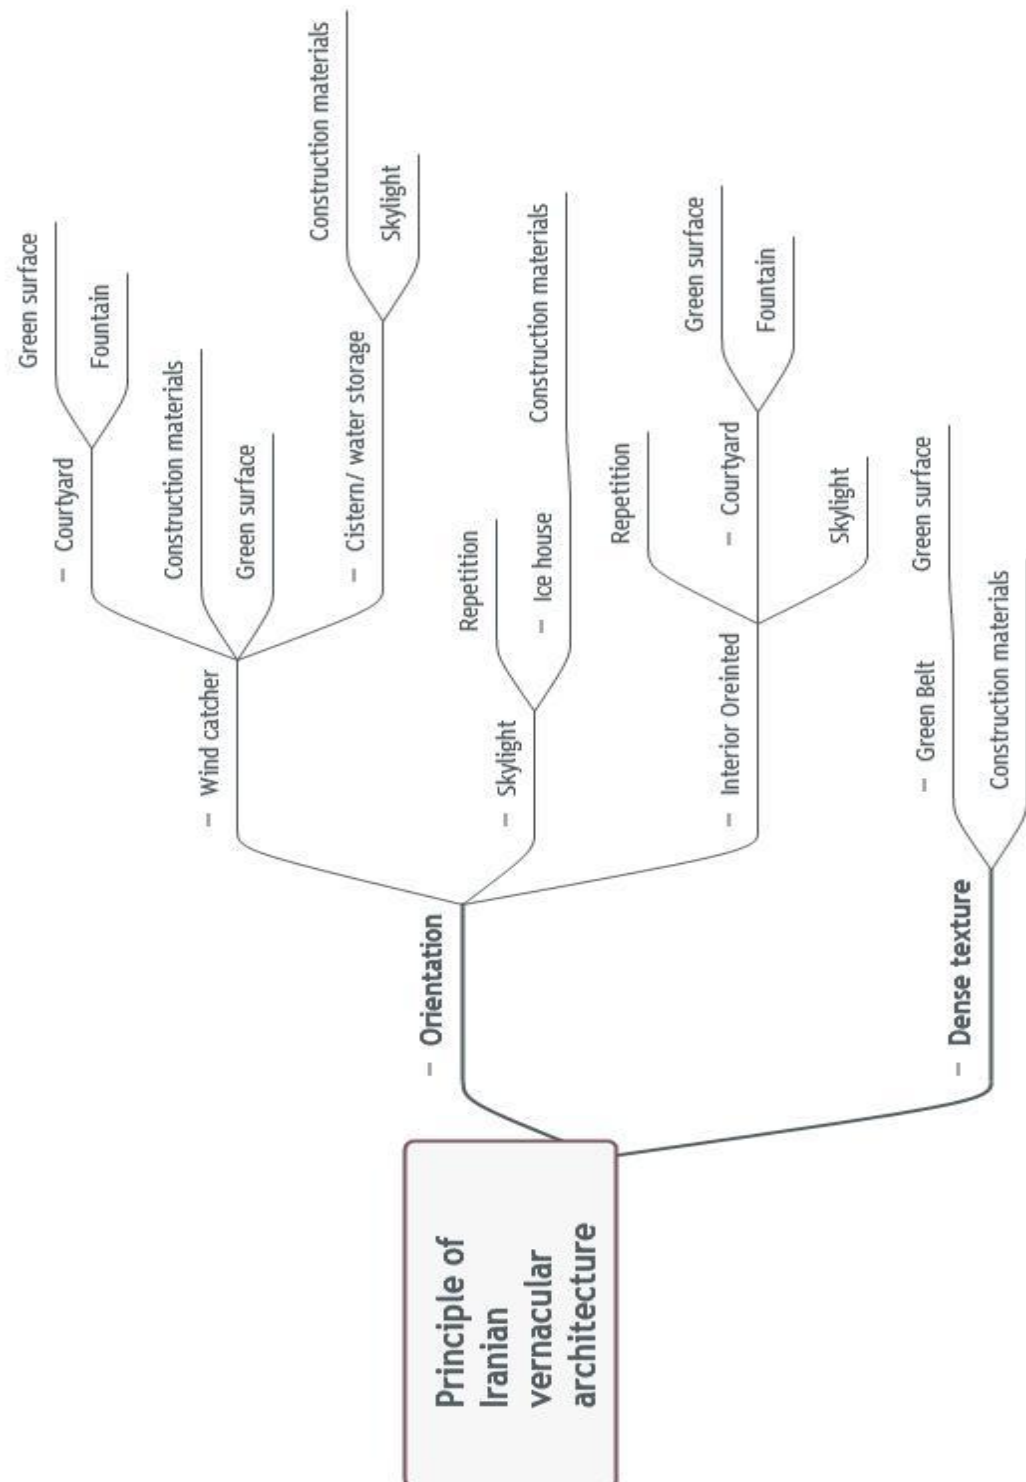 Principle of
Iranian
vernacular
architecture
Orientation
Wind catcher
Courtyard
Green surface
Fountain
Construction materials
Green surface
Cistern/ water storage
Construction materials
Skylight
Skylight
Repetition
Ice house
Construction materials
Interior Oreinted
Repetition
Courtyard
Green surface
Fountain
Skylight
Dense texture
Green Belt
Green surface
Construction materials